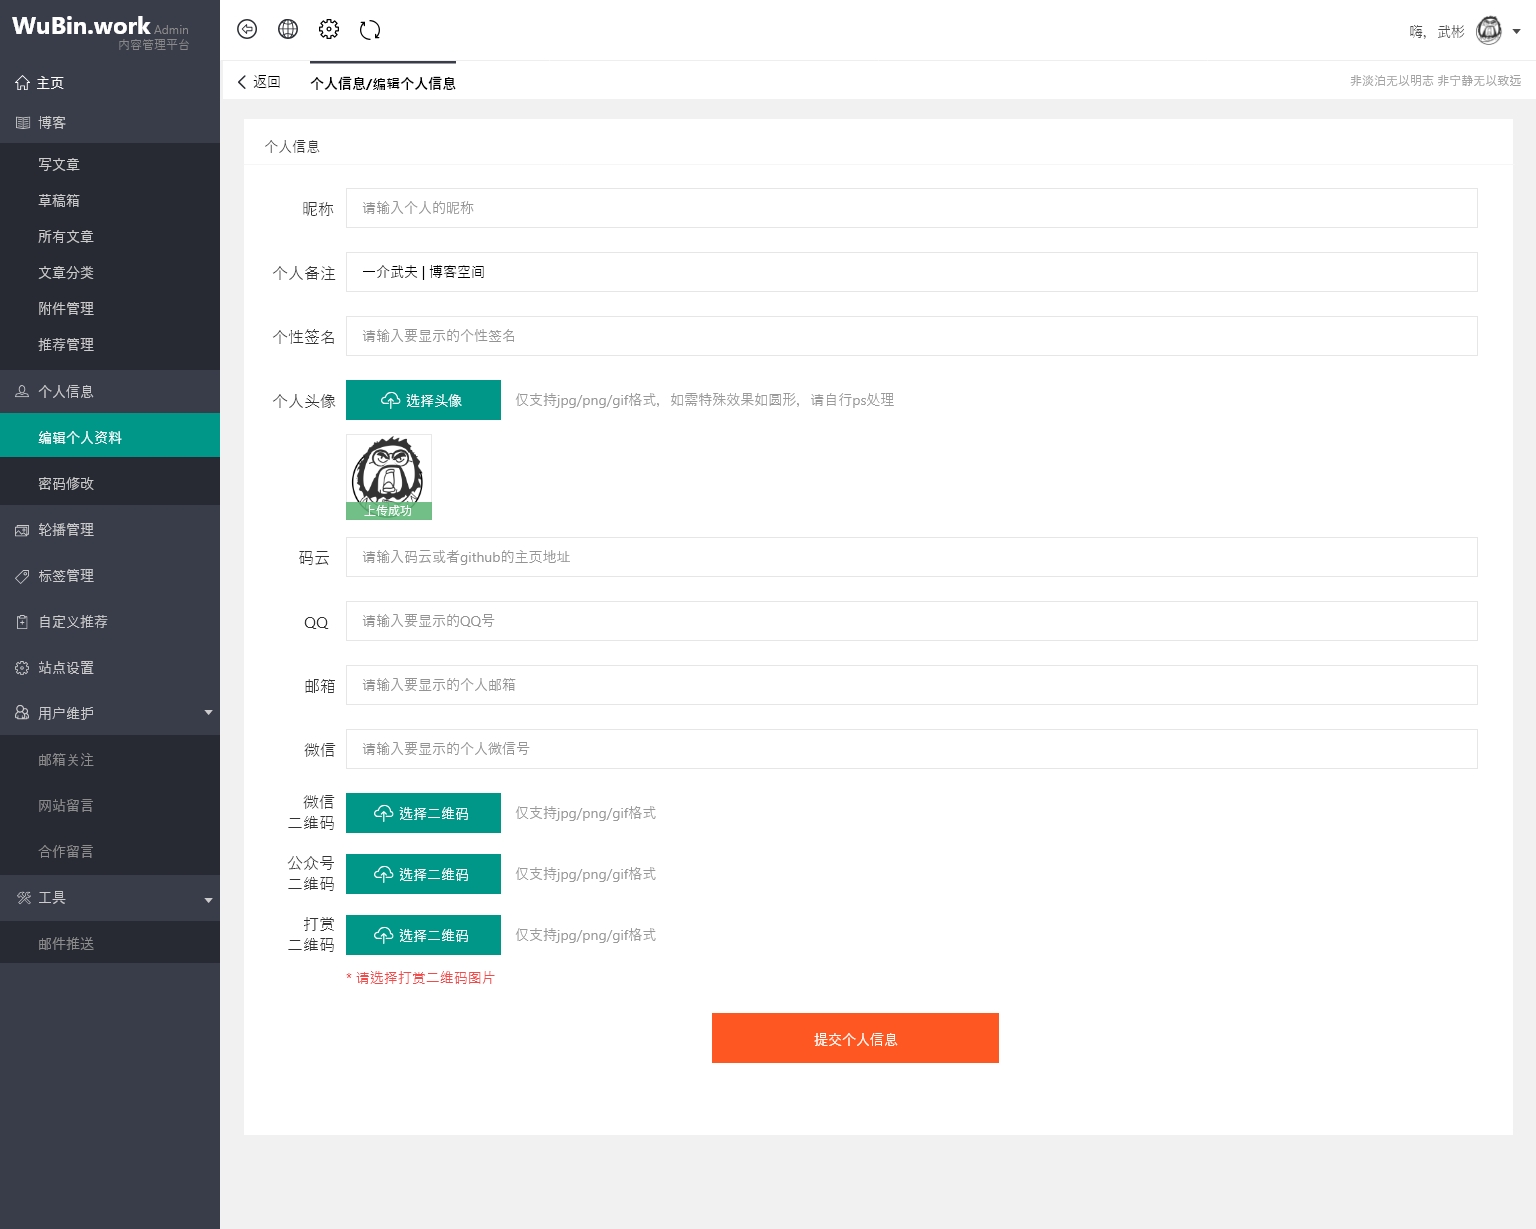 WuBin.work Admin
内容管理平台
嗨，武彬
主页
博客
写文章
草稿箱
所有文章
文章分类
附件管理
推荐管理
个人信息
编辑个人资料
密码修改
轮播管理
标签管理
自定义推荐
站点设置
用户维护
邮箱关注
网站留言
合作留言
工具
邮件推送
返回
个人信息/编辑个人信息
非淡泊无以明志 非宁静无以致远
个人信息
昵称 请输入个人的昵称
个人备注 一介武夫 | 博客空间
个性签名 请输入要显示的个性签名
个人头像 选择头像 仅支持jpg/png/gif格式，如需特殊效果如圆形，请自行ps处理
上传成功
码云 请输入码云或者github的主页地址
QQ 请输入要显示的QQ号
邮箱 请输入要显示的个人邮箱
微信 请输入要显示的个人微信号
微信
二维码 选择二维码 仅支持jpg/png/gif格式
公众号
二维码 选择二维码 仅支持jpg/png/gif格式
打赏
二维码 选择二维码 仅支持jpg/png/gif格式
* 请选择打赏二维码图片
提交个人信息